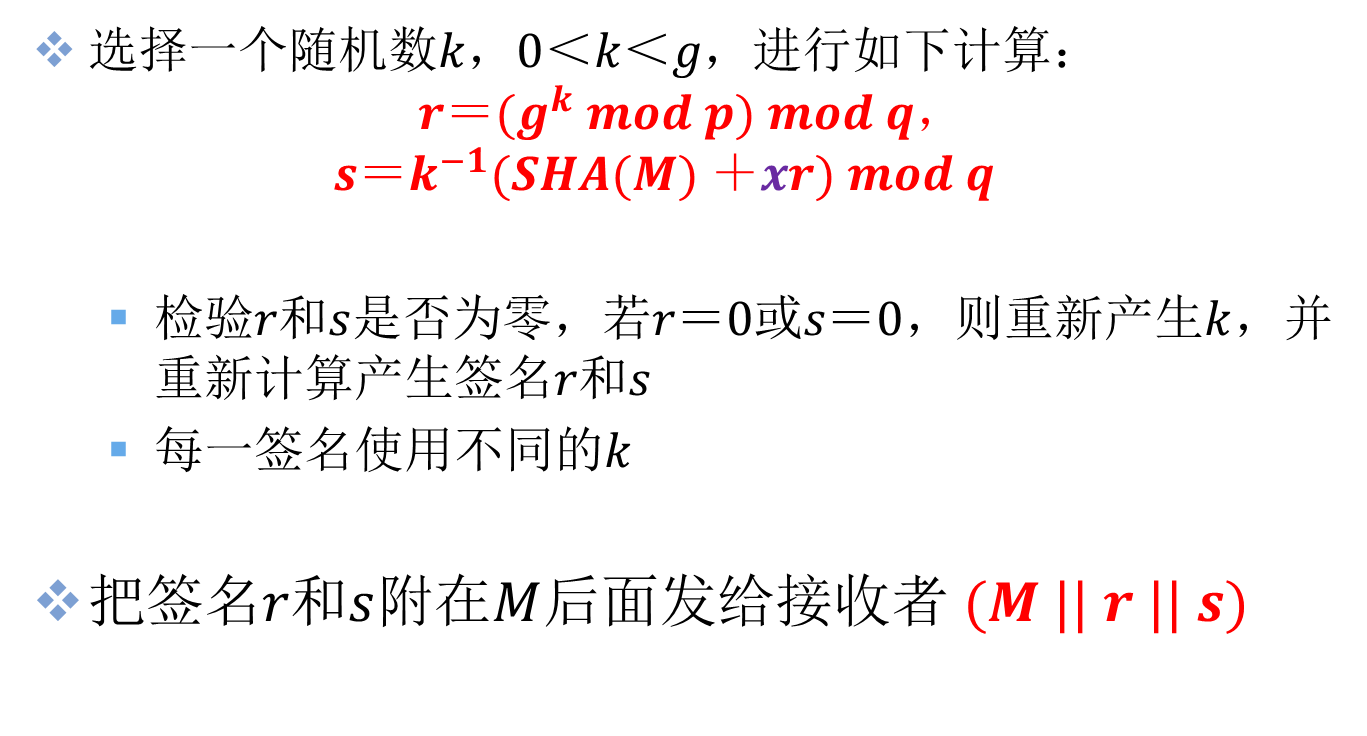 ❖ 选择一个随机数k，0＜k＜g，进行如下计算：
r＝(g^k mod p) mod q，
s＝k^−1(SHA(M) ＋xr) mod q
▪ 检验r和s是否为零，若r＝0或s＝0，则重新产生k，并
重新计算产生签名r和s
▪ 每一签名使用不同的k
❖ 把签名r和s附在M后面发给接收者 (M || r || s)